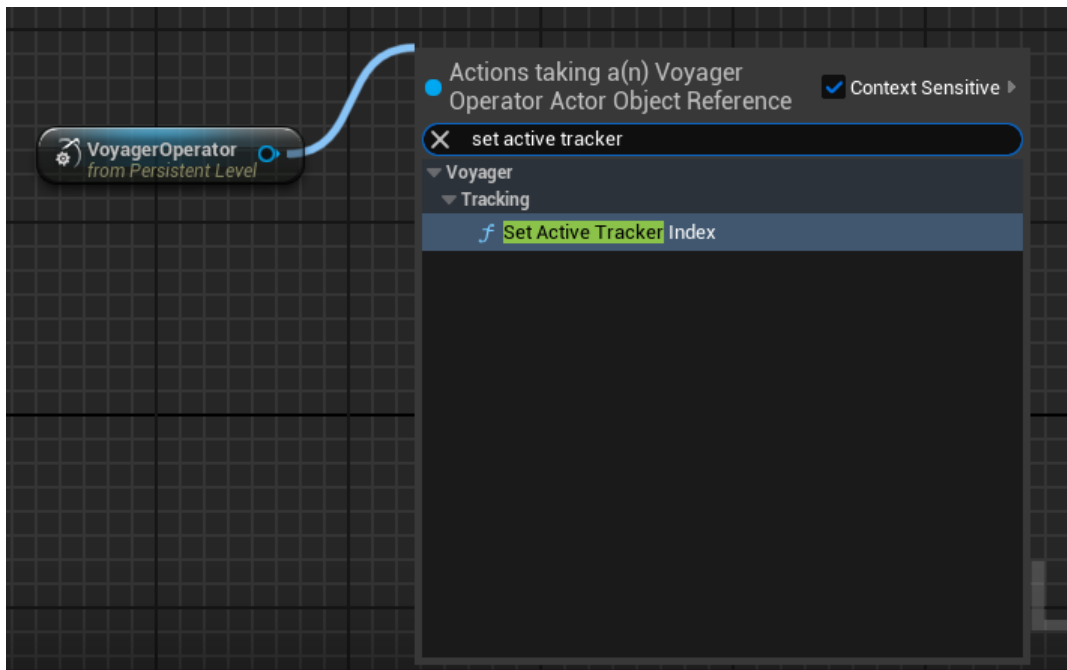 Actions taking a(n) Voyager
Operator Actor Object Reference
Context Sensitive
set active tracker
VoyagerOperator
from Persistent Level
Voyager
Tracking
Set Active Tracker Index